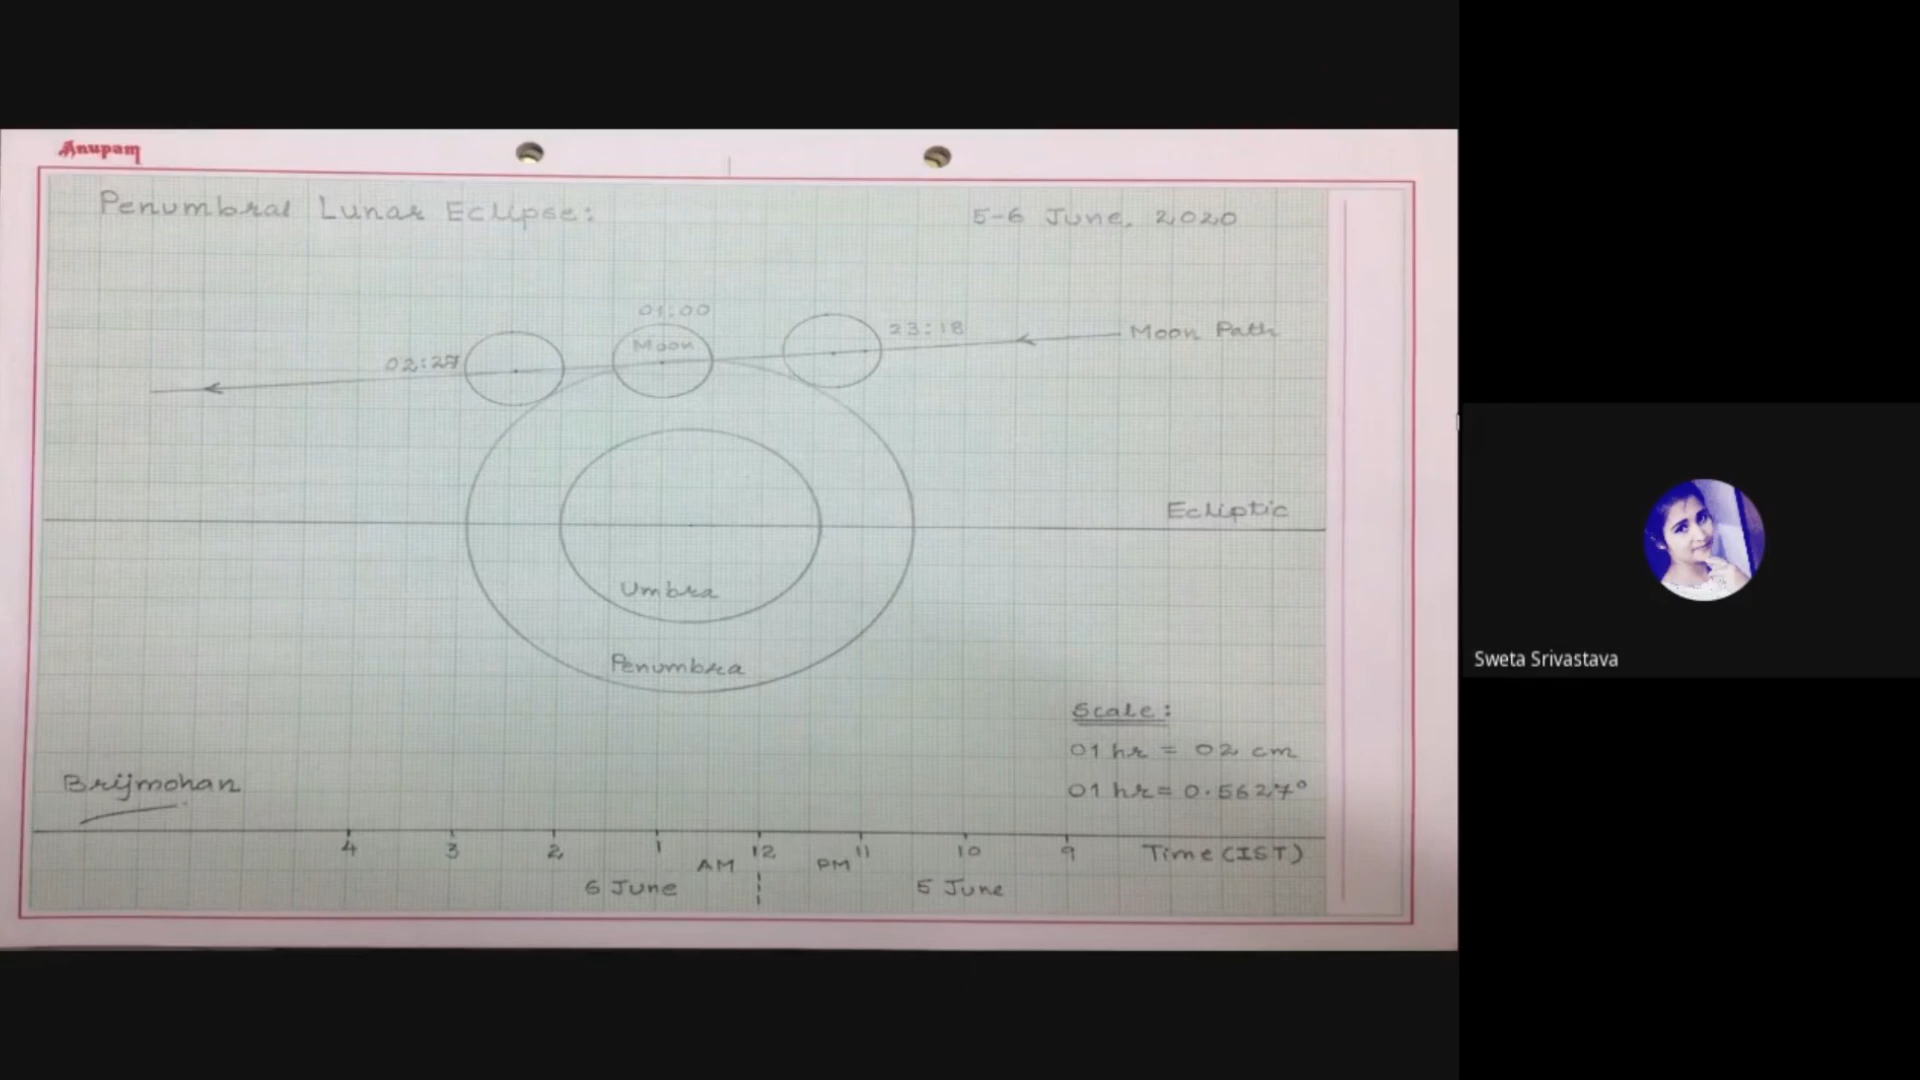 Anupam
Penumbral Lunar Eclipse:
5-6 June, 2020
01:00
Moon
23:18
Moon Path
02:27
Ecliptic
Umbra
Penumbra
Scale:
01 hr = 02 cm
01 hr = 0.5627°
Brijmohan
4 3 2 1 12 11 10 9 Time (IST)
AM PM
6 June 5 June
Sweta Srivastava